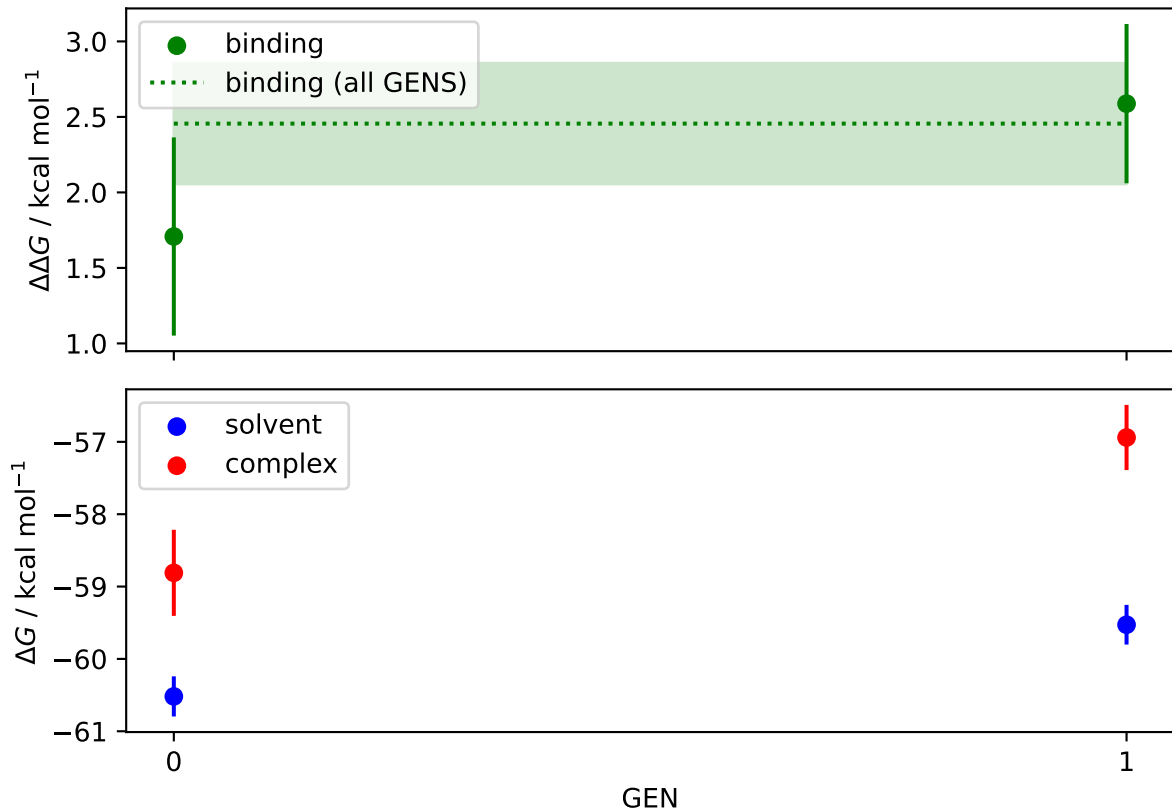 binding
binding (all GENS)
ΔΔG / kcal mol⁻¹
3.0
2.5
2.0
1.5
1.0
solvent
complex
ΔG / kcal mol⁻¹
−57
−58
−59
−60
−61
0
1
GEN